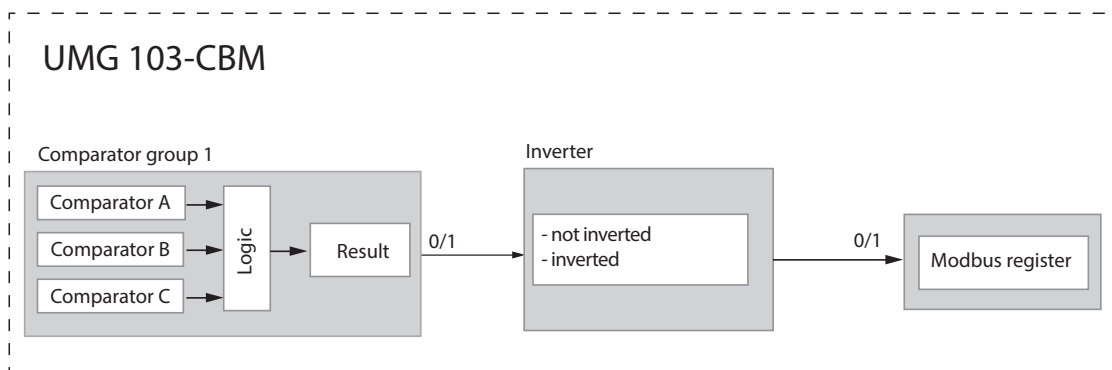 UMG 103-CBM
Comparator group 1
Comparator A
Comparator B
Comparator C
Logic
Result
0/1
Inverter
- not inverted
- inverted
0/1
Modbus register